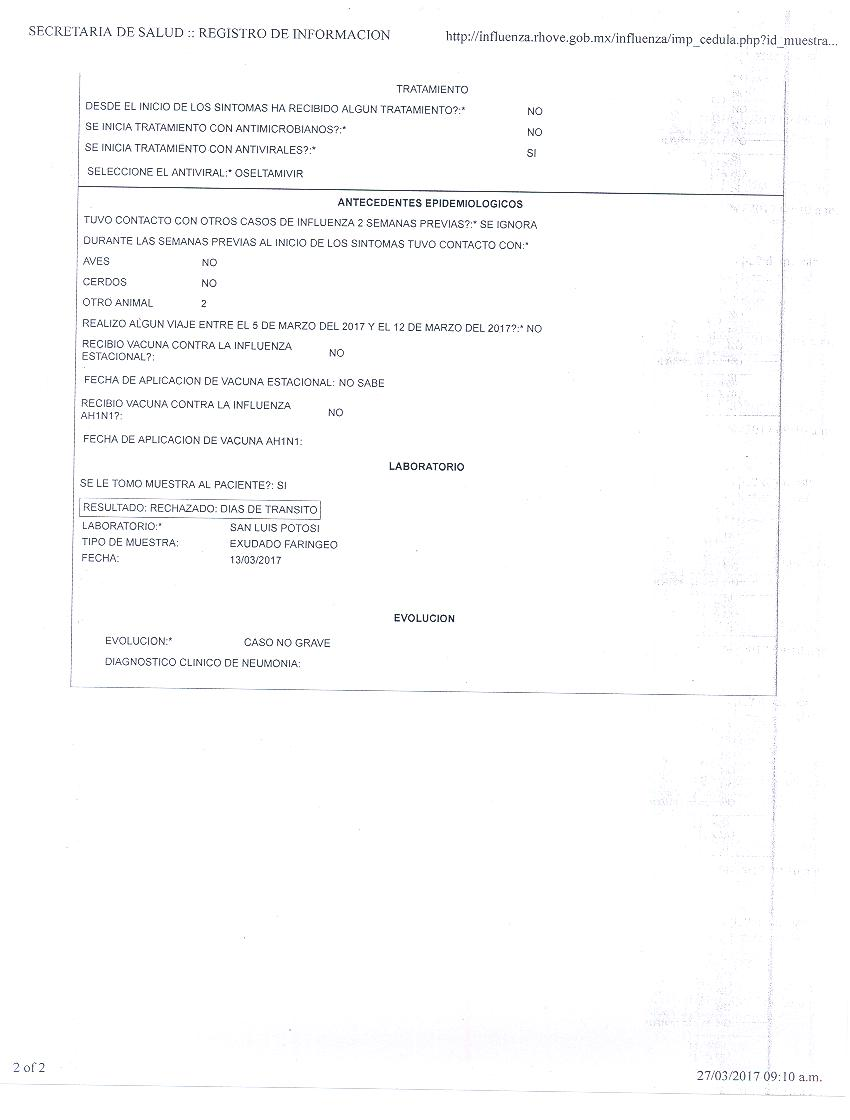 SECRETARIA DE SALUD :: REGISTRO DE INFORMACION
http://influenza.rhove.gob.mx/influenza/imp_cedula.php?id_muestra...
TRATAMIENTO
DESDE EL INICIO DE LOS SINTOMAS HA RECIBIDO ALGUN TRATAMIENTO?:* NO
SE INICIA TRATAMIENTO CON ANTIMICROBIANOS?:* NO
SE INICIA TRATAMIENTO CON ANTIVIRALES?:* SI
SELECCIONE EL ANTIVIRAL:* OSELTAMIVIR
ANTECEDENTES EPIDEMIOLOGICOS
TUVO CONTACTO CON OTROS CASOS DE INFLUENZA 2 SEMANAS PREVIAS?:* SE IGNORA
DURANTE LAS SEMANAS PREVIAS AL INICIO DE LOS SINTOMAS TUVO CONTACTO CON:*
AVES NO
CERDOS NO
OTRO ANIMAL 2
REALIZO ALGUN VIAJE ENTRE EL 5 DE MARZO DEL 2017 Y EL 12 DE MARZO DEL 2017?:* NO
RECIBIO VACUNA CONTRA LA INFLUENZA
ESTACIONAL?: NO
FECHA DE APLICACION DE VACUNA ESTACIONAL: NO SABE
RECIBIO VACUNA CONTRA LA INFLUENZA
AH1N1?: NO
FECHA DE APLICACION DE VACUNA AH1N1:
LABORATORIO
SE LE TOMO MUESTRA AL PACIENTE?: SI
RESULTADO: RECHAZADO: DIAS DE TRANSITO
LABORATORIO:* SAN LUIS POTOSI
TIPO DE MUESTRA: EXUDADO FARINGEO
FECHA: 13/03/2017
EVOLUCION
EVOLUCION:* CASO NO GRAVE
DIAGNOSTICO CLINICO DE NEUMONIA:
2 of 2
27/03/2017 09:10 a.m.